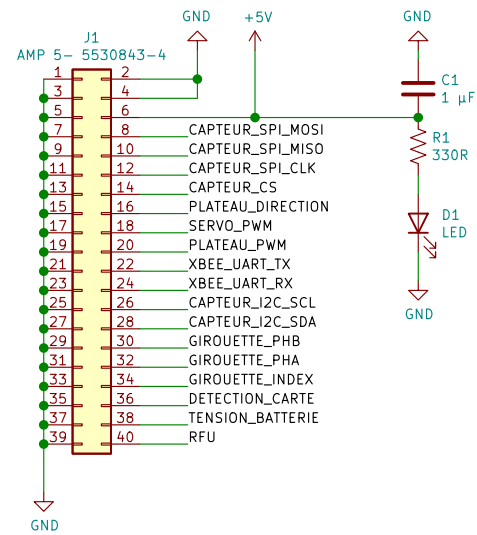 GND
+5V
GND
J1
AMP 5- 5530843-4
1 2
3 4
5 6
7 8 CAPTEUR_SPI_MOSI
9 10 CAPTEUR_SPI_MISO
11 12 CAPTEUR_SPI_CLK
13 14 CAPTEUR_CS
15 16 PLATEAU_DIRECTION
17 18 SERVO_PWM
19 20 PLATEAU_PWM
21 22 XBEE_UART_TX
23 24 XBEE_UART_RX
25 26 CAPTEUR_I2C_SCL
27 28 CAPTEUR_I2C_SDA
29 30 GIROUETTE_PHB
31 32 GIROUETTE_PHA
33 34 GIROUETTE_INDEX
35 36 DETECTION_CARTE
37 38 TENSION_BATTERIE
39 40 RFU
GND
C1
1 µF
R1
330R
D1
LED
GND